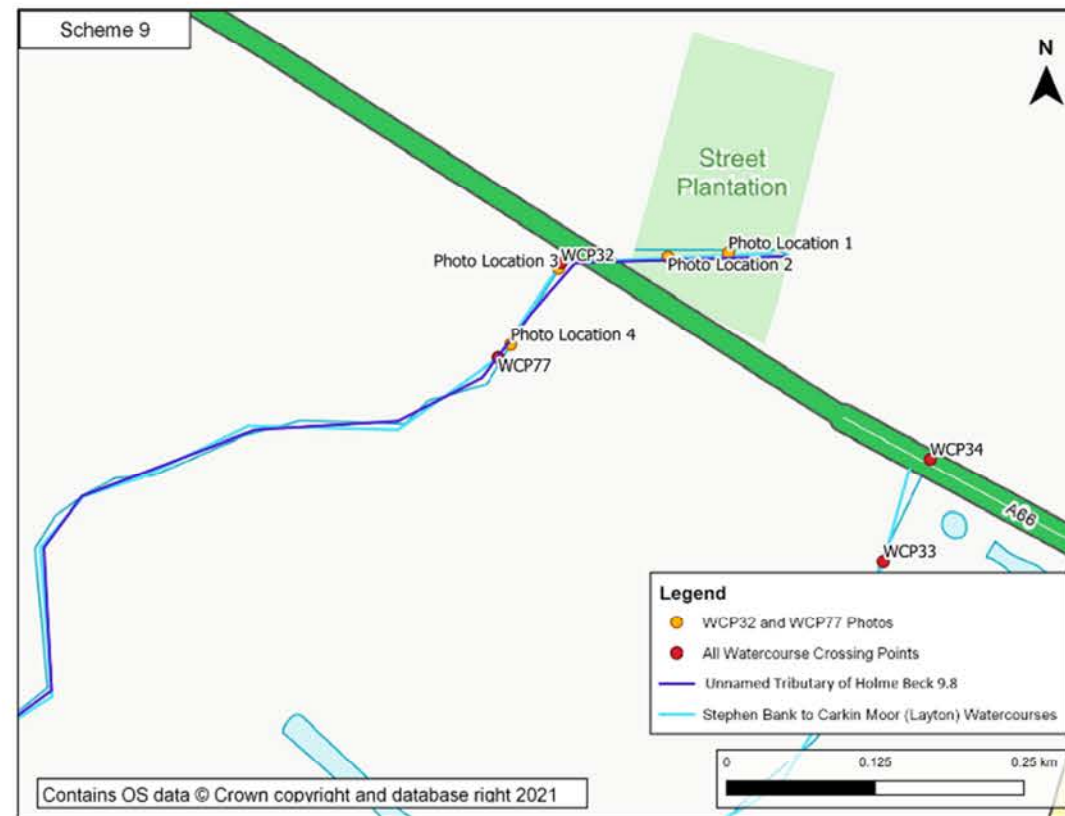 Scheme 9
N
Street
Plantation
Photo Location 1
WCP32
Photo Location 3
Photo Location 2
Photo Location 4
WCP77
WCP34
A66
WCP33
Legend
WCP32 and WCP77 Photos
All Watercourse Crossing Points
Unnamed Tributary of Holme Beck 9.8
Stephen Bank to Carkin Moor (Layton) Watercourses
0 0.125 0.25 km
Contains OS data © Crown copyright and database right 2021